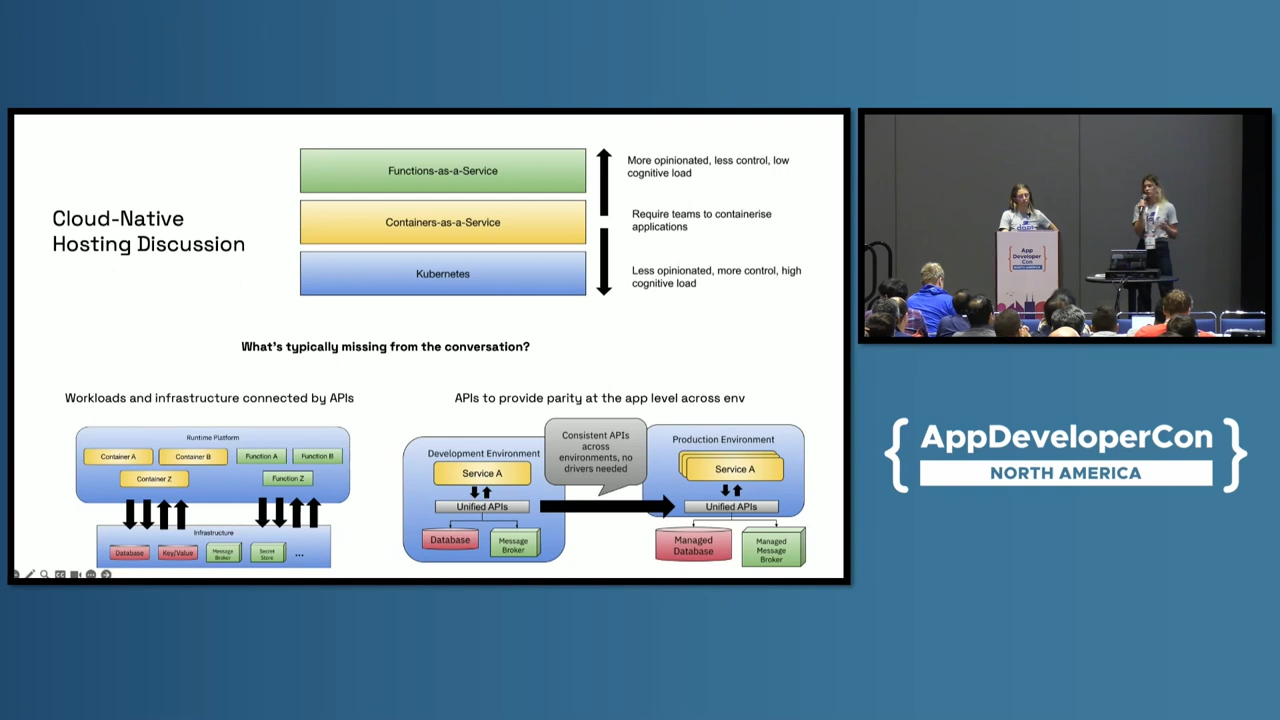 Cloud-Native
Hosting Discussion
Functions-as-a-Service
Containers-as-a-Service
Kubernetes
More opinionated, less control, low
cognitive load
Require teams to containerise
applications
Less opinionated, more control, high
cognitive load
What's typically missing from the conversation?
Workloads and infrastructure connected by APIs
Runtime Platform
Container A
Container B
Function A
Function B
Container Z
Function Z
Infrastructure
Database
Key/Value
Message
Broker
Secret
Store
...
APIs to provide parity at the app level across env
Development Environment
Service A
Unified APIs
Database
Message
Broker
Consistent APIs
across
environments, no
drivers needed
Production Environment
Service A
Unified APIs
Managed
Database
Managed
Message
Broker
App
Developer
Con
NORTH AMERICA
{ AppDeveloperCon }
NORTH AMERICA